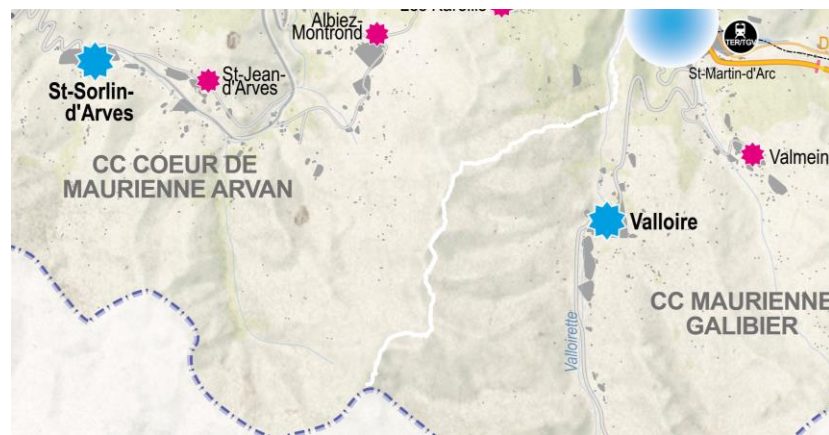 Albiez-
Montrond
TER/TGV
St-Martin-d'Arc
St-Jean-
d'Arves
St-Sorlin-
d'Arves
CC COEUR DE
MAURIENNE ARVAN
Valmein
Valloire
CC MAURIENNE
GALIBIER
Valloirette